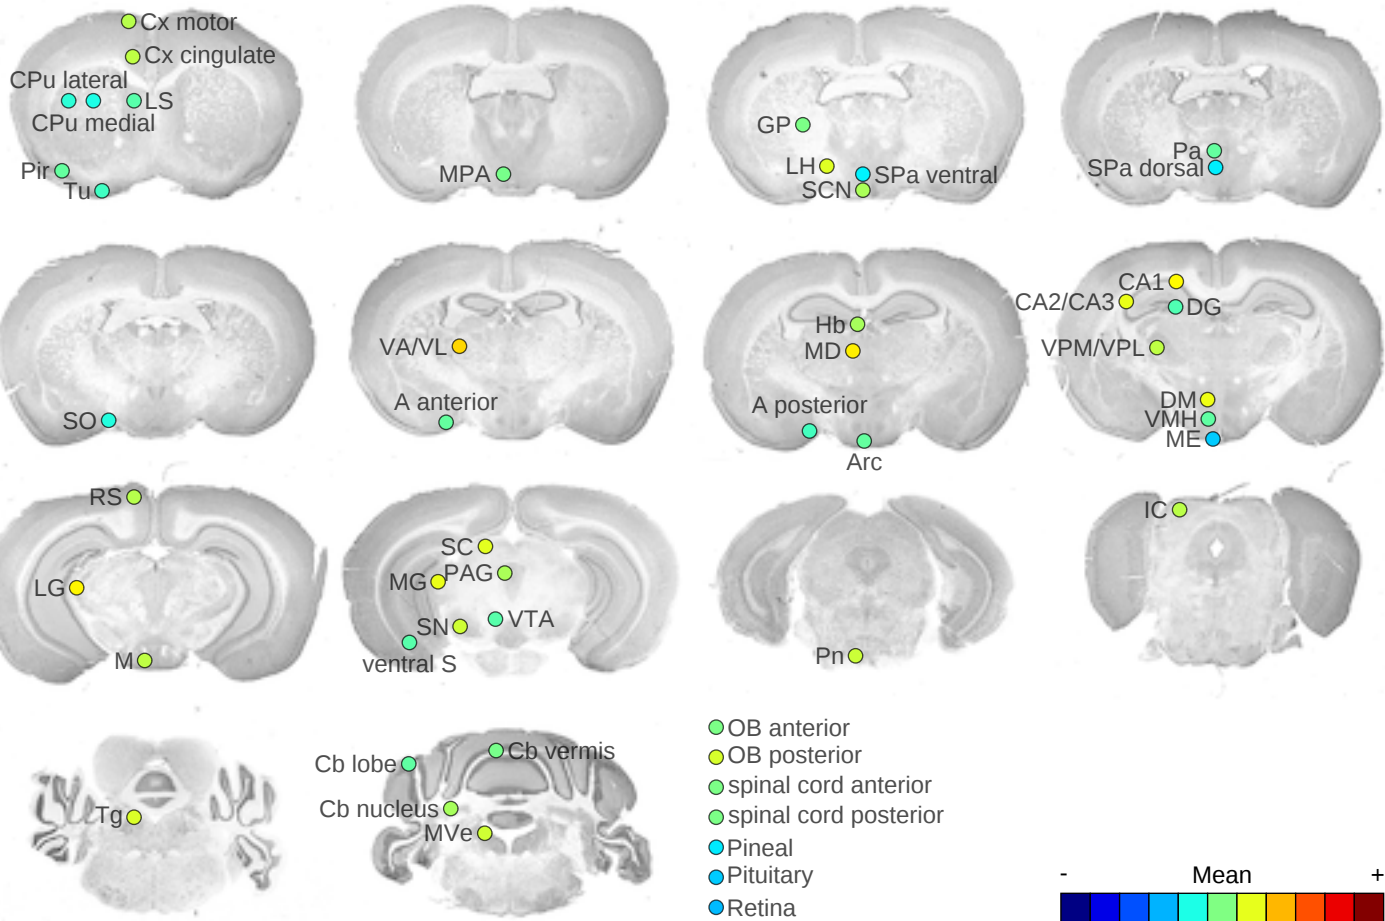 Cx motor
Cx cingulate
CPu lateral
LS
CPu medial
Pir
Tu
MPA
GP
LH
SPa ventral
SCN
Pa
SPa dorsal
SO
VA/VL
A anterior
Hb
MD
A posterior
Arc
CA1
CA2/CA3
DG
VPM/VPL
DM
VMH
ME
RS
LG
M
SC
MG
PAG
SN
VTA
ventral S
Pn
IC
Tg
Cb lobe
Cb vermis
Cb nucleus
MVe
OB anterior
OB posterior
spinal cord anterior
spinal cord posterior
Pineal
Pituitary
Retina
- Mean +